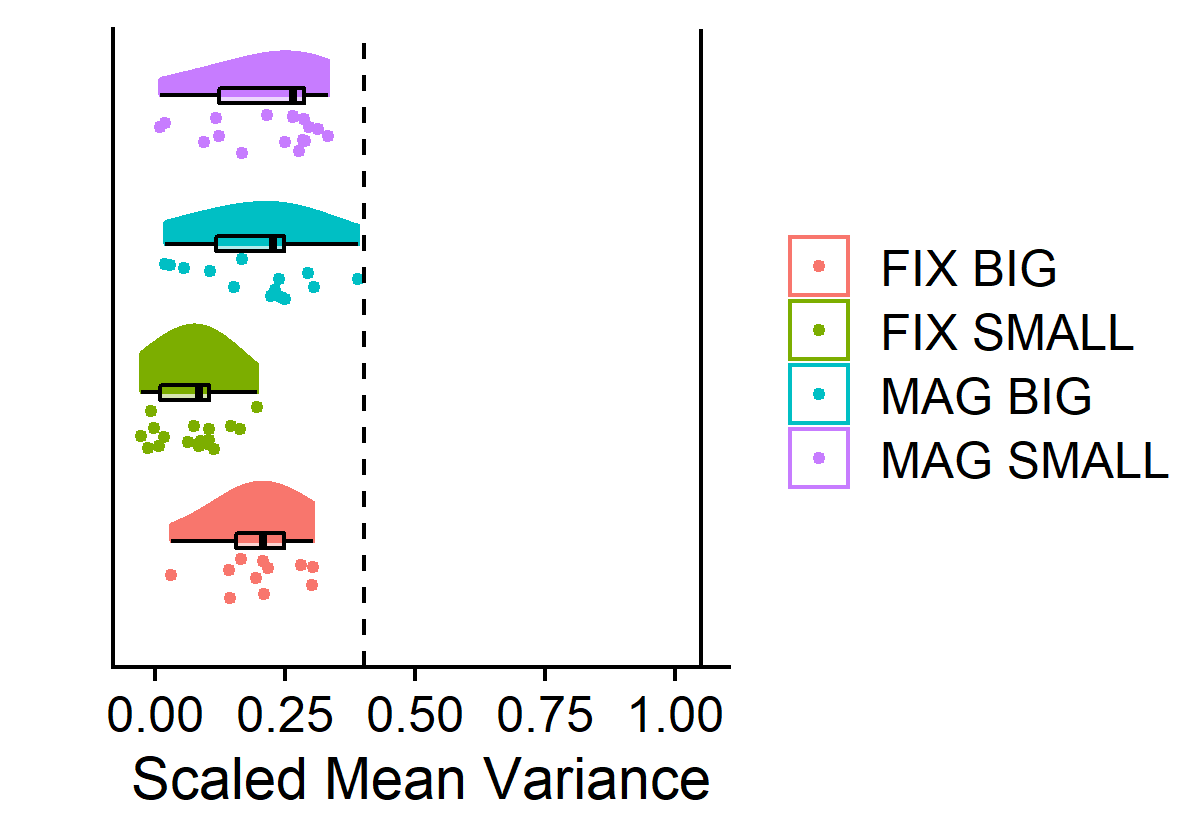 FIX BIG
FIX SMALL
MAG BIG
MAG SMALL
0.00 0.25 0.50 0.75 1.00
Scaled Mean Variance